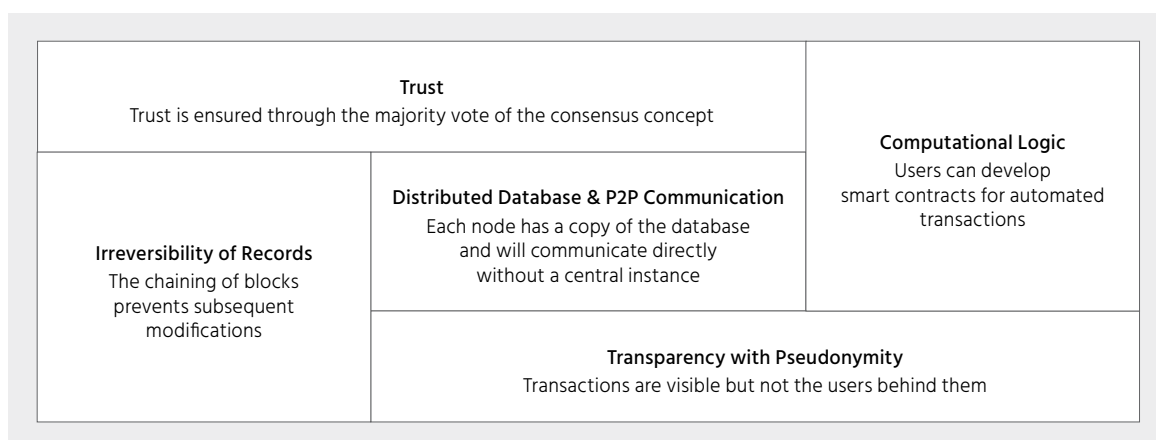 Trust
Trust is ensured through the majority vote of the consensus concept
Computational Logic
Users can develop
smart contracts for automated
transactions
Distributed Database & P2P Communication
Each node has a copy of the database
and will communicate directly
without a central instance
Irreversibility of Records
The chaining of blocks
prevents subsequent
modifications
Transparency with Pseudonymity
Transactions are visible but not the users behind them